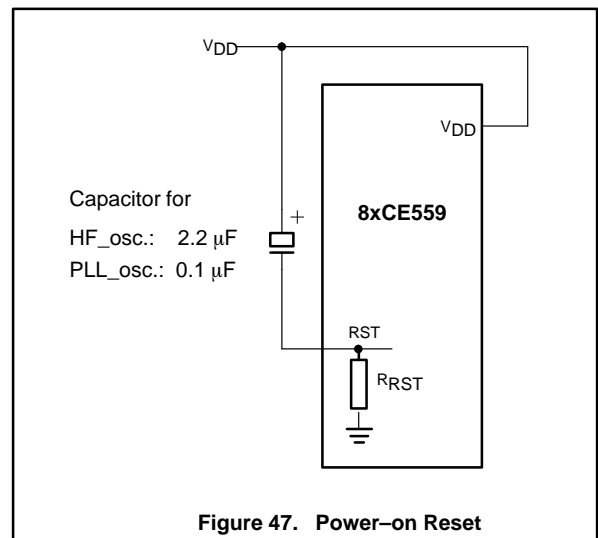 VDD
VDD
8xCE559
Capacitor for
+
HF_osc.: 2.2 µF
PLL_osc.: 0.1 µF
RST
RRST
Figure 47. Power–on Reset